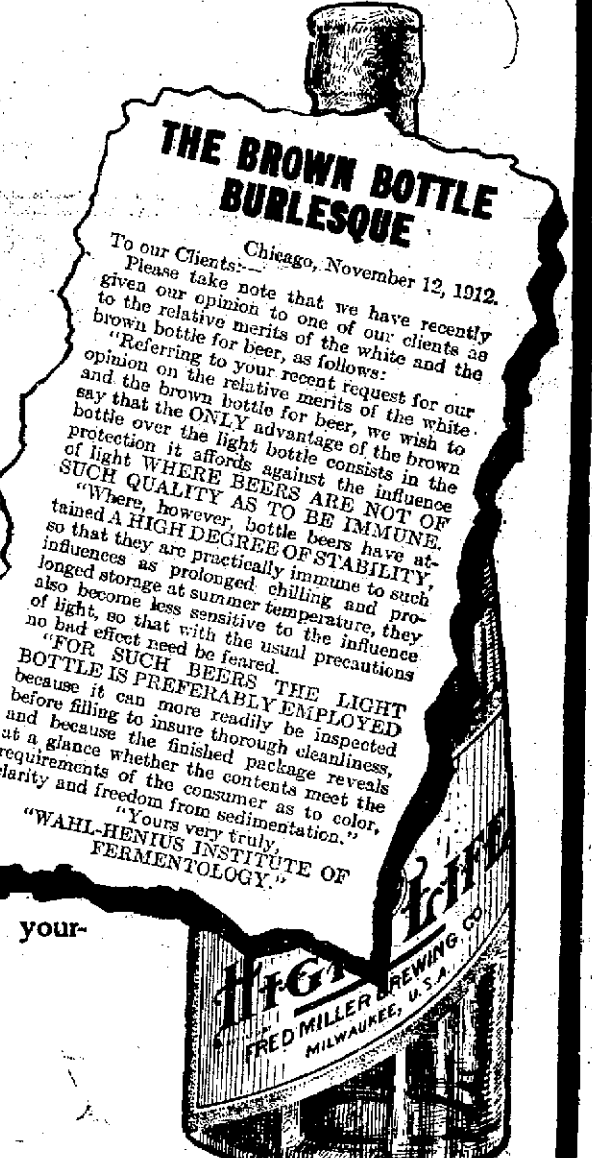 THE BROWN BOTTLE
BURLESQUE
Chicago, November 12, 1912.
To our Clients:—
Please take note that we have recently
given our opinion to one of our clients as
to the relative merits of the white and the
brown bottle for beer, as follows:
"Referring to your recent request for our
opinion on the relative merits of the white
and the brown bottle for beer, we wish to
say that the ONLY advantage of the brown
bottle over the light bottle consists in the
protection it affords against the influence
of light WHERE BEERS ARE NOT OF
SUCH QUALITY AS TO BE IMMUNE.
"Where, however, bottle beers have at-
tained A HIGH DEGREE OF STABILITY,
so that they are practically immune to such
influences as prolonged chilling and pro-
longed storage at summer temperature, they
also become less sensitive to the influence
of light, so that with the usual precautions
no bad effect need be feared.
"FOR SUCH BEERS THE LIGHT
BOTTLE IS PREFERABLY EMPLOYED
because it can more readily be inspected
before filling to insure thorough cleanliness,
and because the finished package reveals
at a glance whether the contents meet the
requirements of the consumer as to color,
larity and freedom from sedimentation."
"Yours very truly,
"WAHL-HENIUS INSTITUTE OF
FERMENTOLOGY."
your-
HIG LIFE
FRED MILLER BREWING CO
MILWAUKEE, U.S.A.